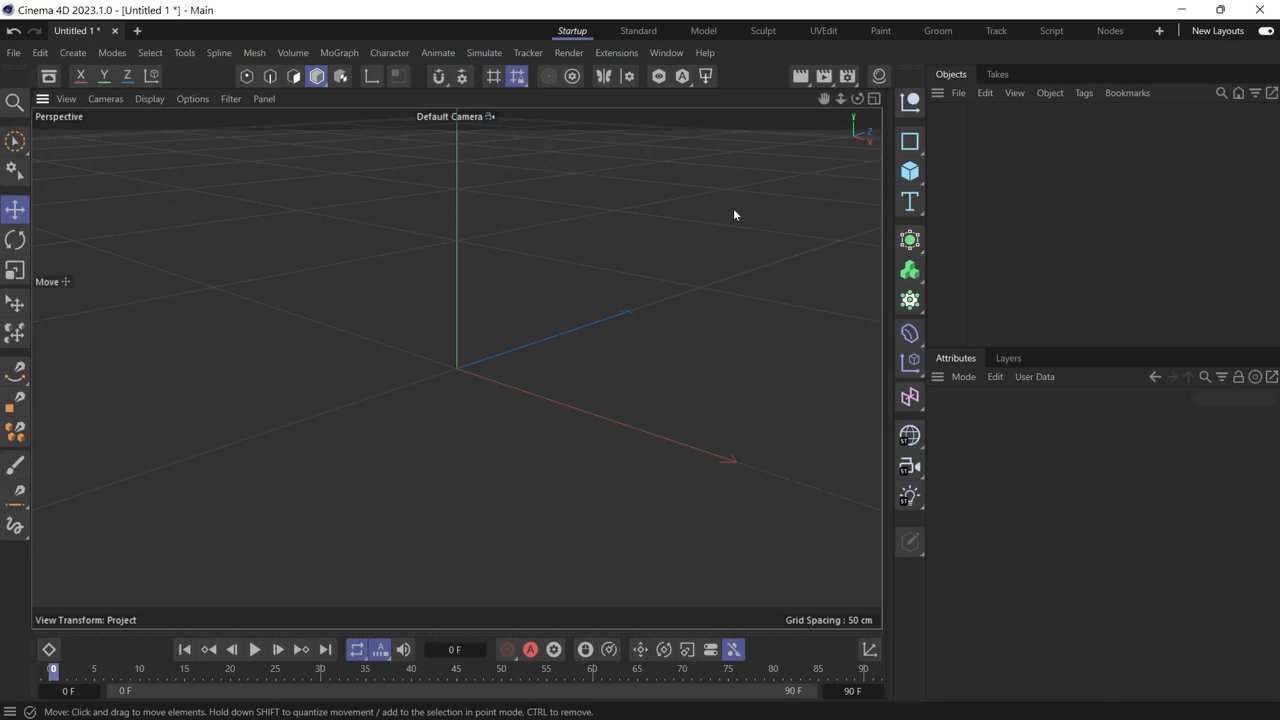 Cinema 4D 2023.1.0 - [Untitled 1 *] - Main
Untitled 1 *
Startup Standard Model Sculpt UVEdit Paint Groom Track Script Nodes New Layouts
File Edit Create Modes Select Tools Spline Mesh Volume MoGraph Character Animate Simulate Tracker Render Extensions Window Help
X Y Z
Objects Takes
View Cameras Display Options Filter Panel
File Edit View Object Tags Bookmarks
Perspective
Default Camera
Y
Z
X
T
Move
Attributes Layers
Mode Edit User Data
ST
ST
ST
View Transform: Project
Grid Spacing : 50 cm
A
A
0 F
A
0 5 10 15 20 25 30 35 40 45 50 55 60 65 70 75 80 85 90
0 F 0 F 90 F 90 F
Move: Click and drag to move elements. Hold down SHIFT to quantize movement / add to the selection in point mode, CTRL to remove.